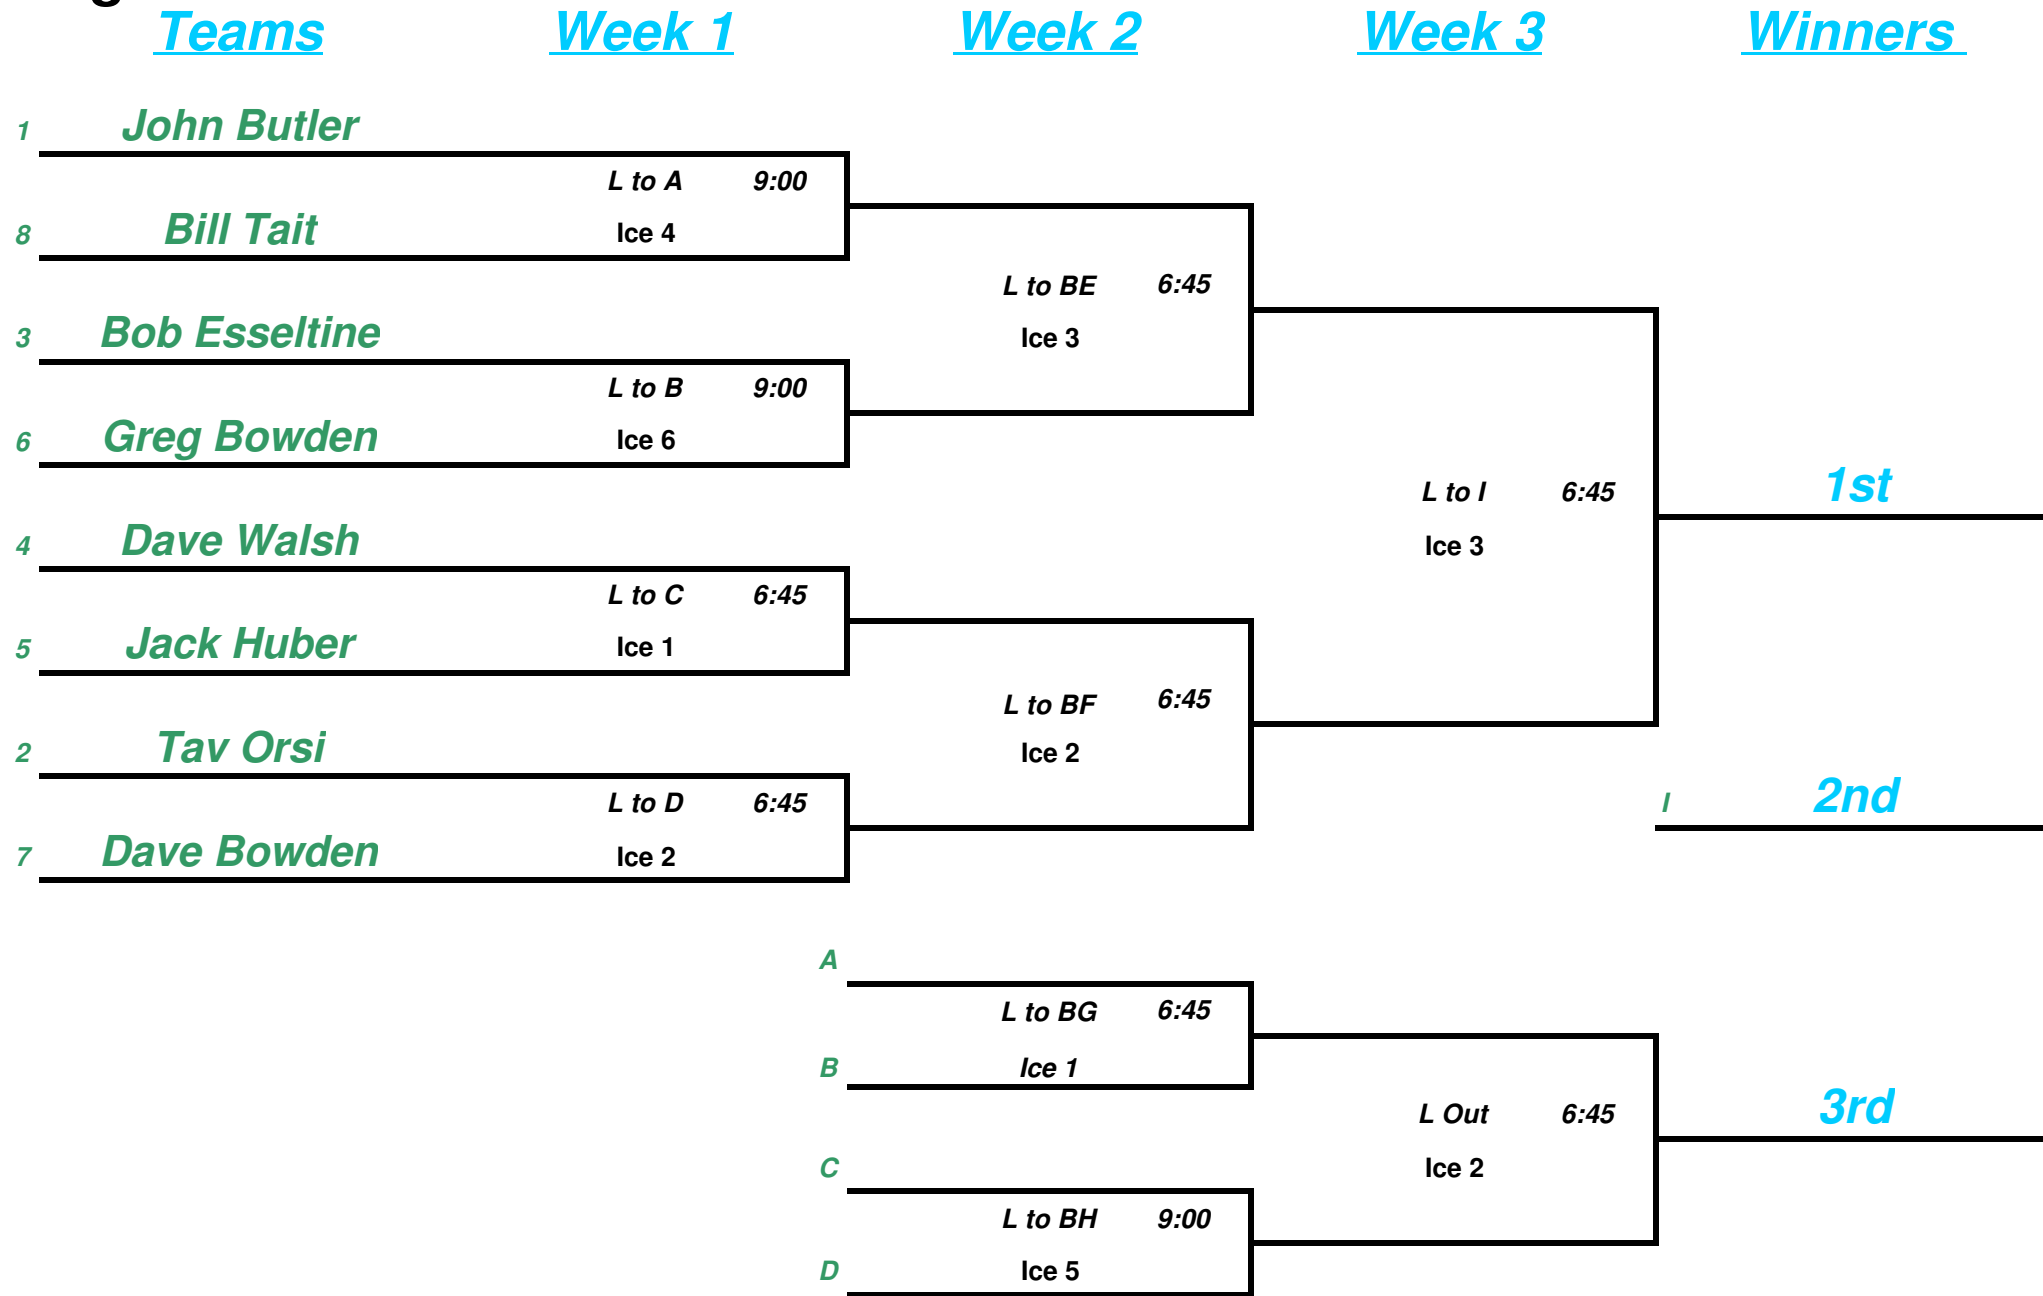 Teams Week 1 Week 2 Week 3 Winners
1 John Butler
L to A 9:00
8 Bill Tait Ice 4
L to BE 6:45
3 Bob Esseltine Ice 3
L to B 9:00
6 Greg Bowden Ice 6
L to I 6:45 1st
4 Dave Walsh Ice 3
L to C 6:45
5 Jack Huber Ice 1
L to BF 6:45
2 Tav Orsi Ice 2
L to D 6:45 I 2nd
7 Dave Bowden Ice 2
A
L to BG 6:45
B Ice 1
L Out 6:45 3rd
C Ice 2
L to BH 9:00
D Ice 5